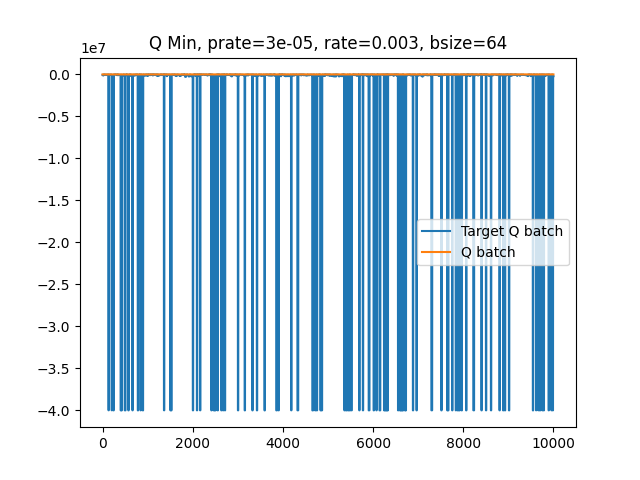 Q Min, prate=3e-05, rate=0.003, bsize=64
1e7
0.0
−0.5
−1.0
−1.5
−2.0
−2.5
−3.0
−3.5
−4.0
Target Q batch
Q batch
0 2000 4000 6000 8000 10000